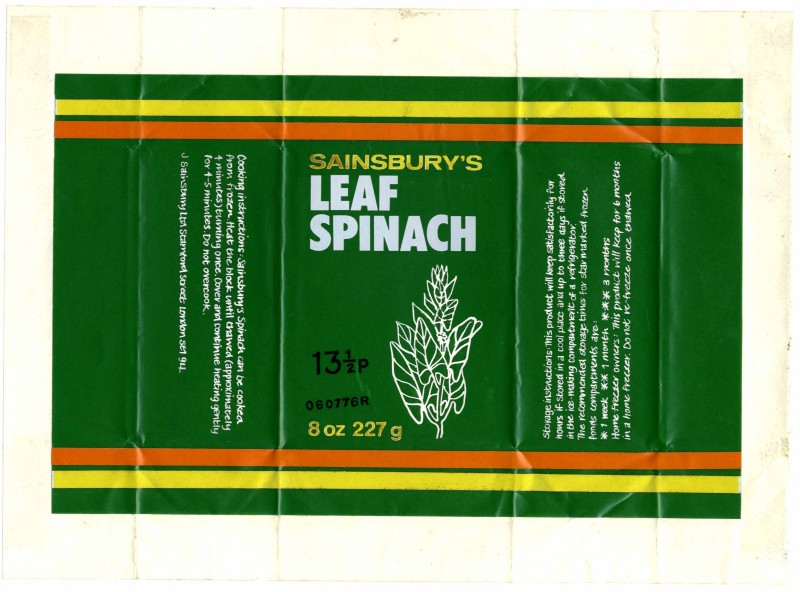 Cooking instructions: Sainsbury's Spinach can be cooked
from frozen. Heat the block until thawed (approximately
4 minutes) turning once. Cover and continue heating gently
for 4-5 minutes. Do not overcook.
J Sainsbury Ltd Stamford Street London SE1 9LL
SAINSBURY'S
LEAF
SPINACH
13½P
060776R
8 oz 227 g
Storage instructions: This product will keep satisfactorily for
hours if stored in a cool place and up to three days if stored
in the ice-making compartment of a refrigerator.
The recommended storage times for star marked frozen
foods compartments are:
* 1 week ** 1 month *** 3 months
Home freezer owners: This product will keep for 6 months
in a home freezer. Do not re-freeze once thawed